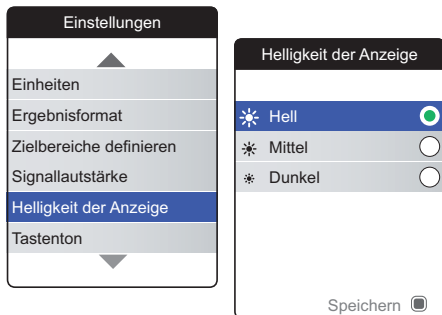 Einstellungen
Einheiten
Ergebnisformat
Zielbereiche definieren
Signallautstärke
Helligkeit der Anzeige
Tastenton
Helligkeit der Anzeige
Hell
Mittel
Dunkel
Speichern